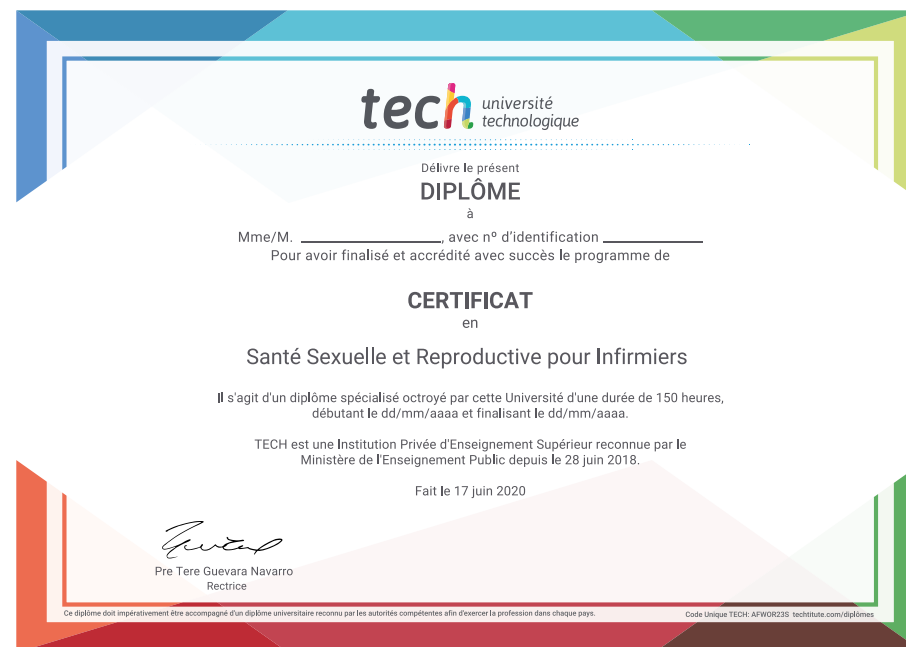 tech université
technologique
Délivre le présent
DIPLÔME
à
Mme/M. ____________________, avec nº d'identification ______________
Pour avoir finalisé et accrédité avec succès le programme de
CERTIFICAT
en
Santé Sexuelle et Reproductive pour Infirmiers
Il s'agit d'un diplôme spécialisé octroyé par cette Université d'une durée de 150 heures,
débutant le dd/mm/aaaa et finalisant le dd/mm/aaaa.
TECH est une Institution Privée d'Enseignement Supérieur reconnue par le
Ministère de l'Enseignement Public depuis le 28 juin 2018.
Fait le 17 juin 2020
Pre Tere Guevara Navarro
Rectrice
Ce diplôme doit impérativement être accompagné d'un diplôme universitaire reconnu par les autorités compétentes afin d'exercer la profession dans chaque pays.
Code Unique TECH: AFWOR23S techtitute.com/diplômes